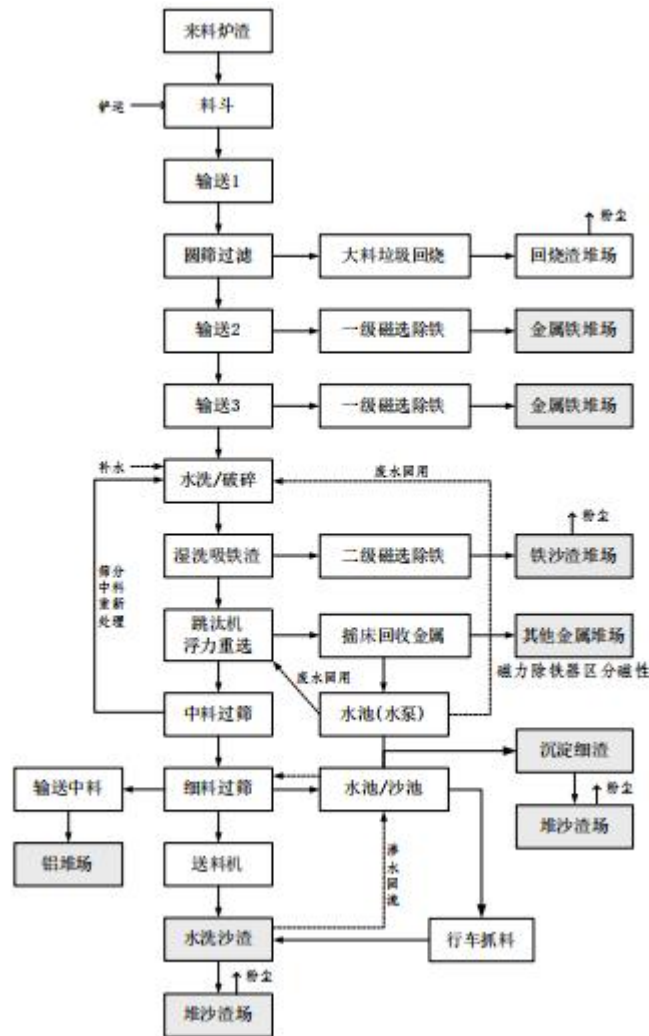 来料炉渣
铲运
料斗
输送1
粉尘
圆筛过滤
大料垃圾回烧
回烧渣堆场
输送2
一级磁选除铁
金属铁堆场
输送3
一级磁选除铁
金属铁堆场
补水
废水回用
水洗/破碎
粉尘
湿洗吸铁渣
二级磁选除铁
铁沙渣堆场
筛分
中料
重新
处理
跳汰机
浮力重选
摇床回收金属
其他金属堆场
磁力除铁器区分磁性
废水回用
中料过筛
水池(水泵)
沉淀细渣
输送中料
细料过筛
水池/沙池
粉尘
堆沙渣场
铝堆场
送料机
渗水回流
水洗沙渣
行车抓料
粉尘
堆沙渣场